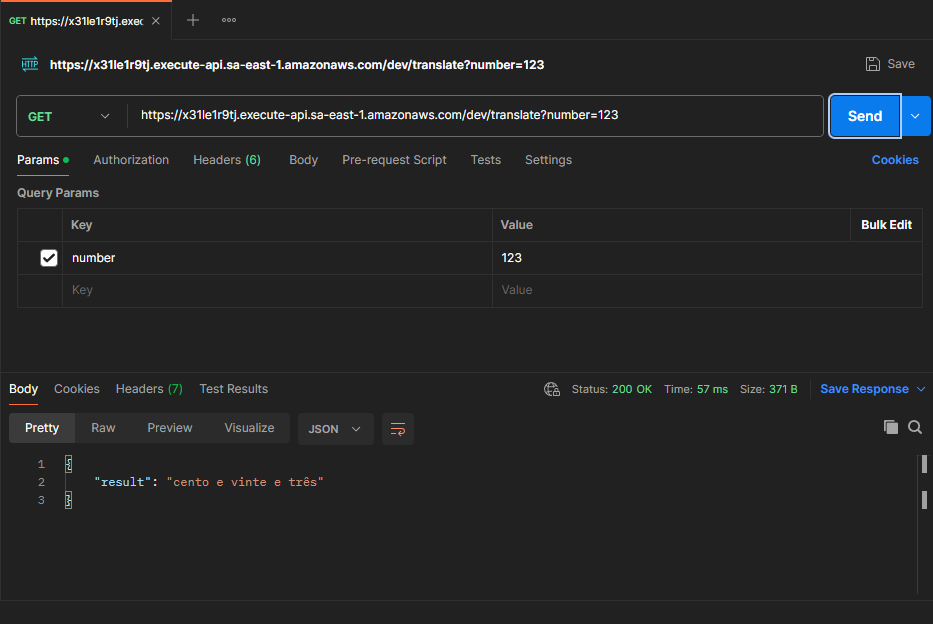 GET https://x31le1r9tj.exec
HTTP https://x31le1r9tj.execute-api.sa-east-1.amazonaws.com/dev/translate?number=123 Save
GET https://x31le1r9tj.execute-api.sa-east-1.amazonaws.com/dev/translate?number=123 Send
Params Authorization Headers (6) Body Pre-request Script Tests Settings Cookies
Query Params
Key Value Bulk Edit
number 123
Key Value
Body Cookies Headers (7) Test Results Status: 200 OK Time: 57 ms Size: 371 B Save Response
Pretty Raw Preview Visualize JSON
1 {
2 "result": "cento e vinte e três"
3 }